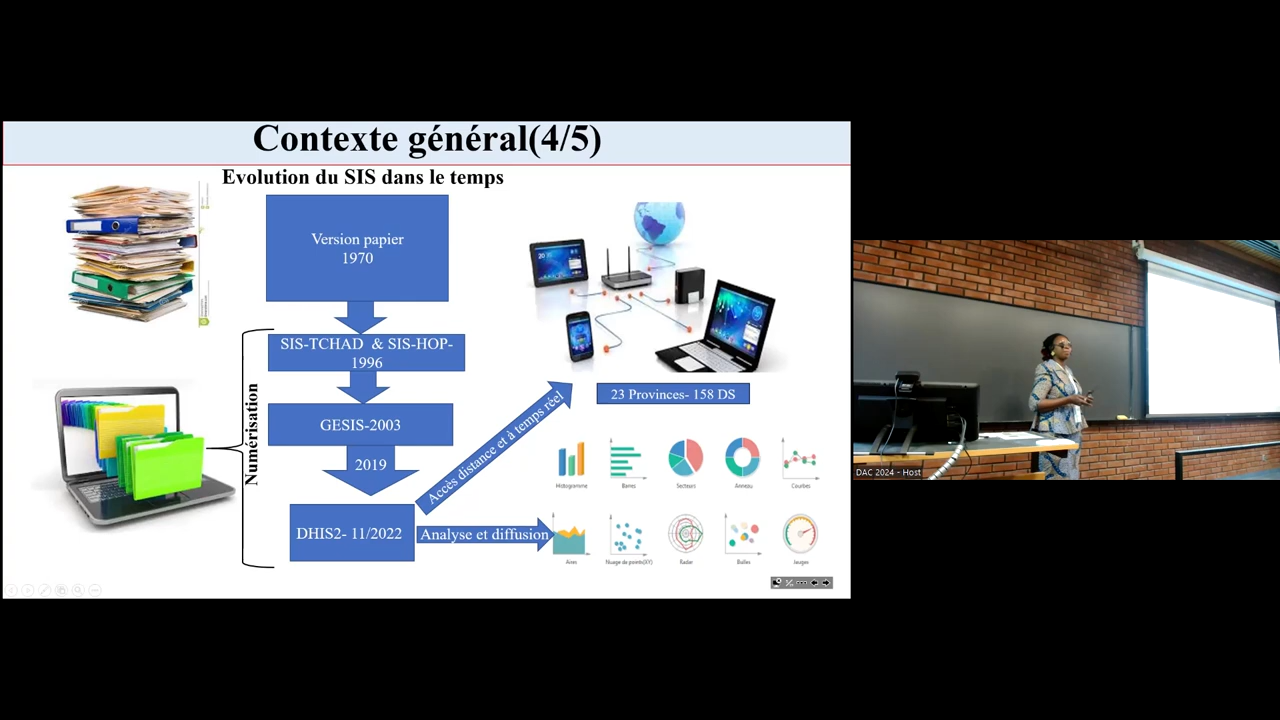 Contexte général(4/5)
Evolution du SIS dans le temps
Version papier
1970
SIS-TCHAD & SIS-HOP-
1996
GESIS-2003
2019
DHIS2- 11/2022
Numérisation
Accès distance et à temps réel
Analyse et diffusion
23 Provinces- 158 DS
Histogramme
Barres
Secteurs
Anneau
Courbes
Aires
Nuage de points(XY)
Radar
Bulles
Jauges
DAC 2024 - Host